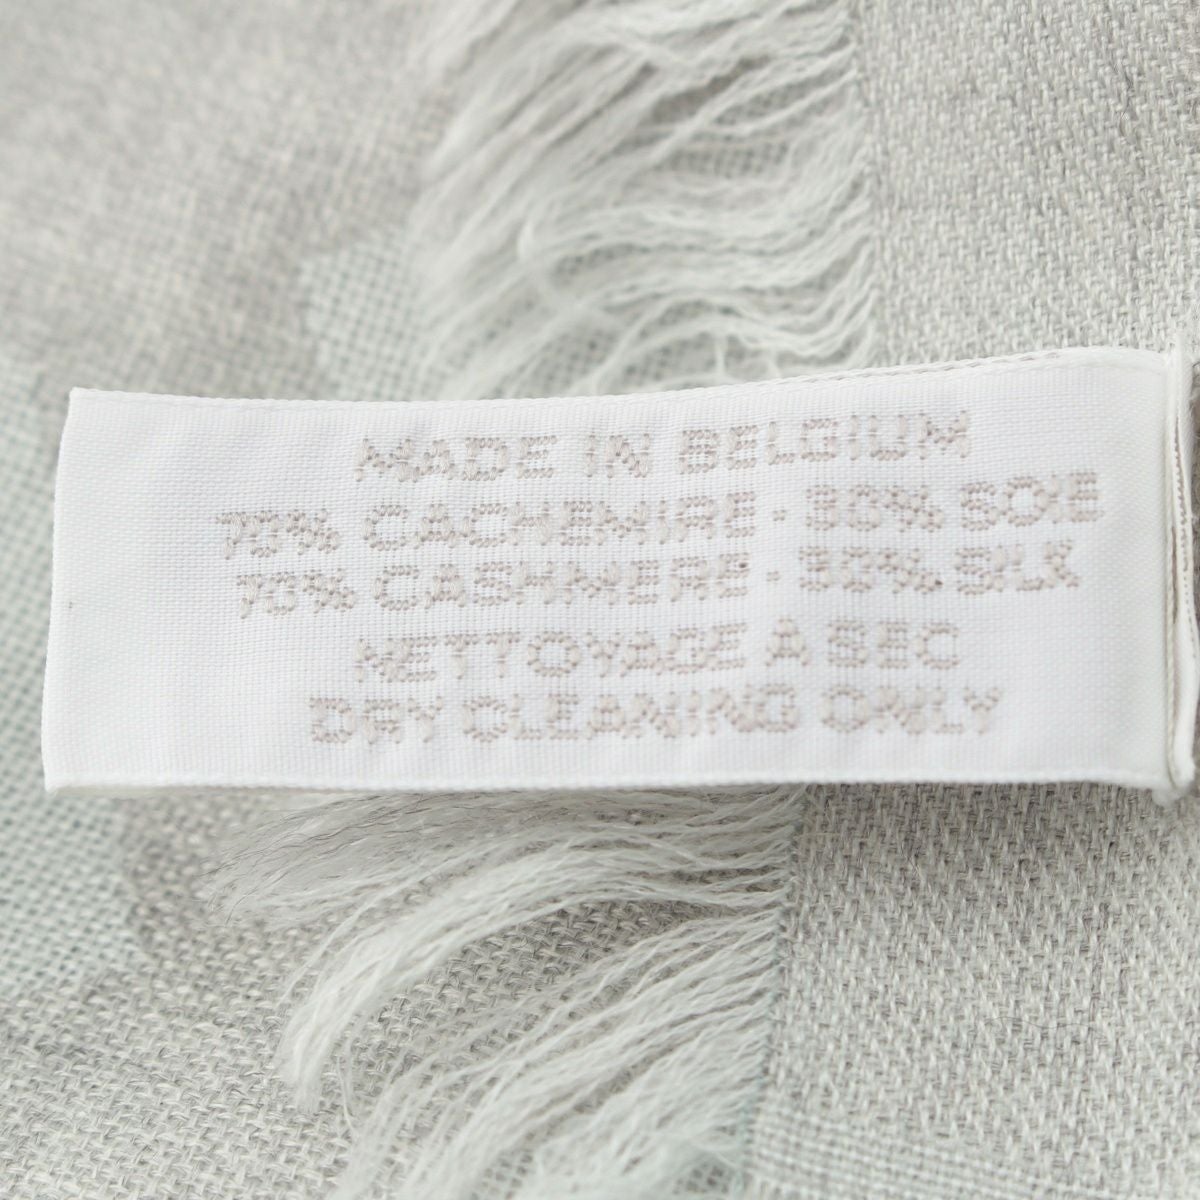 MADE IN BELGIUM
70% CACHEMIRE - 30% SOIE
70% CASHMERE - 30% SILK
NETTOYAGE A SEC
DRY CLEANING ONLY